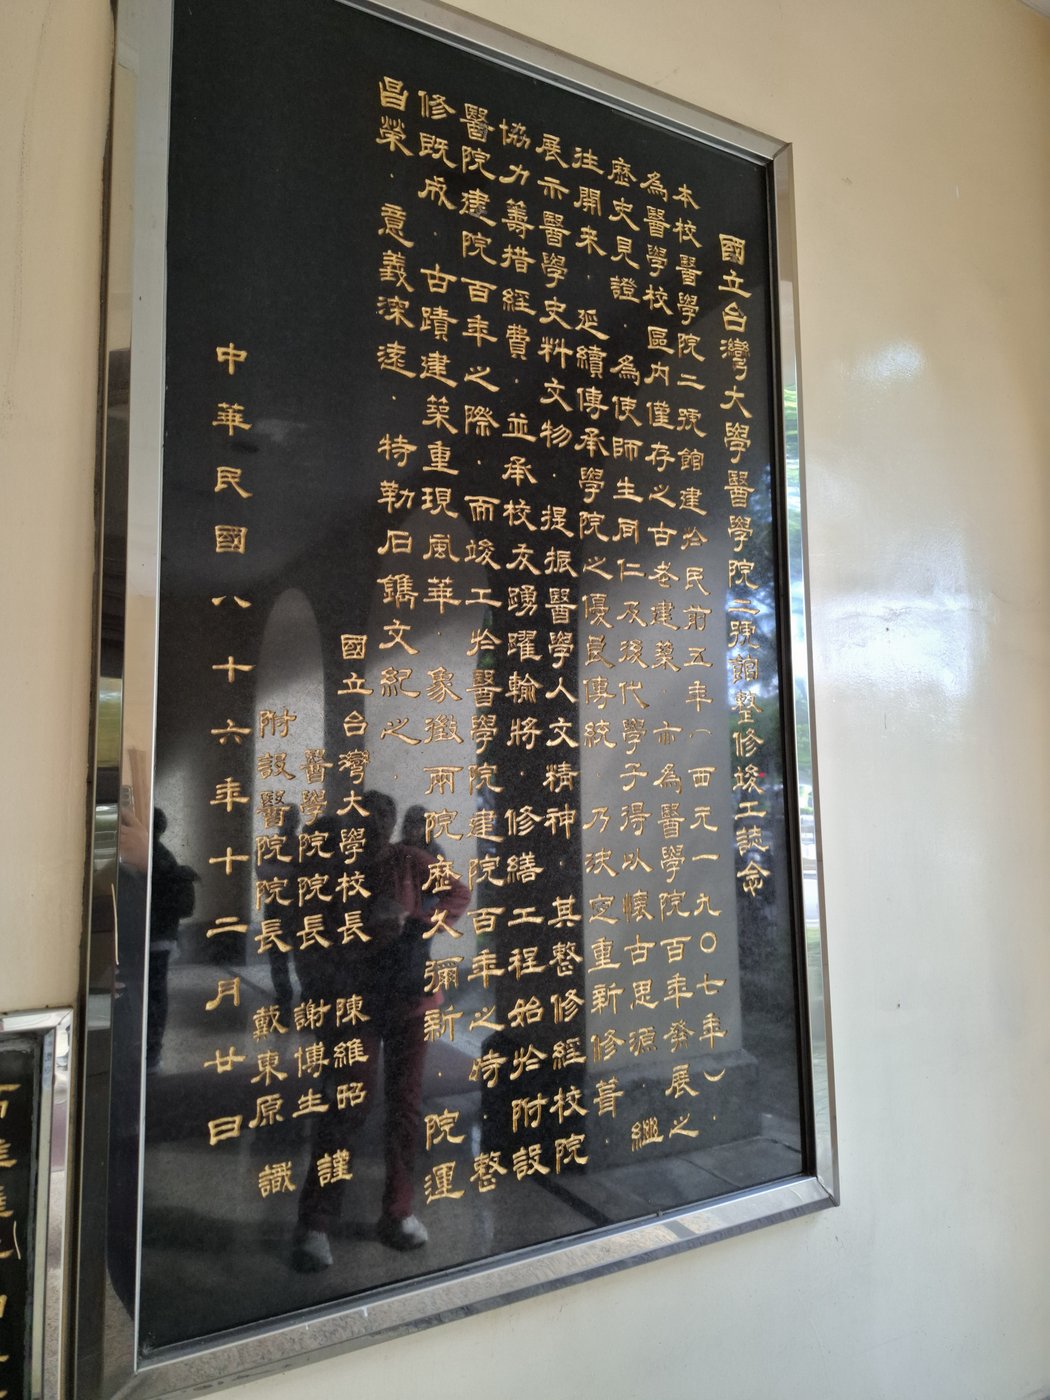 國立台灣大學醫學院二號館整修竣工誌念
本校醫學院二號館建於民前五年(西元一九〇七年)．
為醫學校區內僅存之古老建築．亦為醫學院百年發展之
歷史見證．為使師生同仁及後代學子得以懷古思源．繼
往開來．延續傳承學院之優良傳統．乃決定重新修葺．
展示醫學史料文物．提振醫學人文精神．其整修經校院
協力籌措經費．並承校友踴躍輸將．修繕工程始於附設
醫院建院百年之際．而竣工於醫學院建院百年之時．整
修既成．古蹟建築重現風華．象徵兩院歷久彌新．院運
昌榮．意義深遠．特勒石鐫文紀之．
國立台灣大學校長 陳維昭 謹
醫學院院長 謝博生
附設醫院院長 戴東原 識
中華民國八十六年十二月廿日